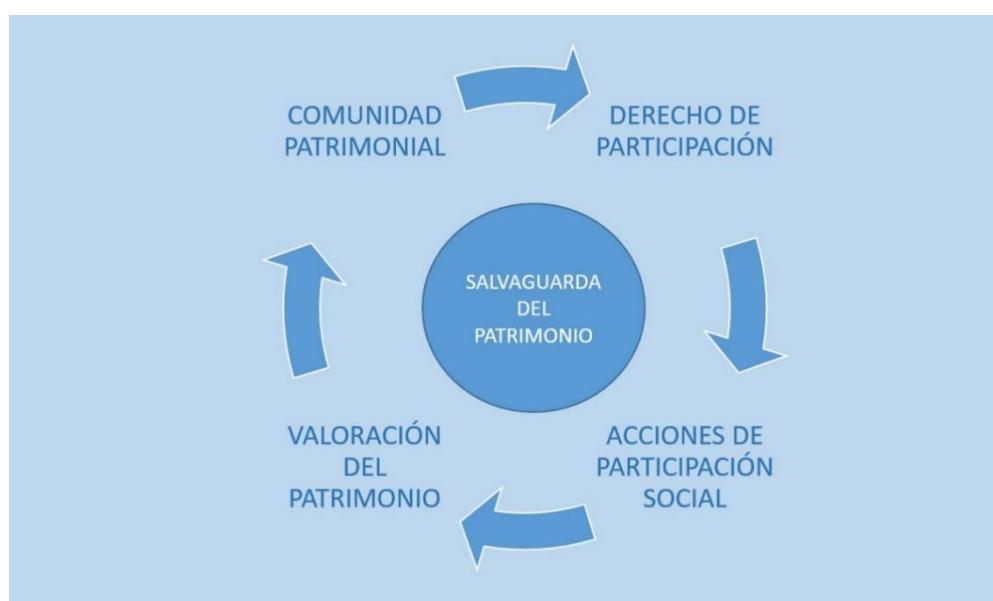 COMUNIDAD
PATRIMONIAL
DERECHO DE
PARTICIPACIÓN
SALVAGUARDA
DEL
PATRIMONIO
VALORACIÓN
DEL
PATRIMONIO
ACCIONES DE
PARTICIPACIÓN
SOCIAL